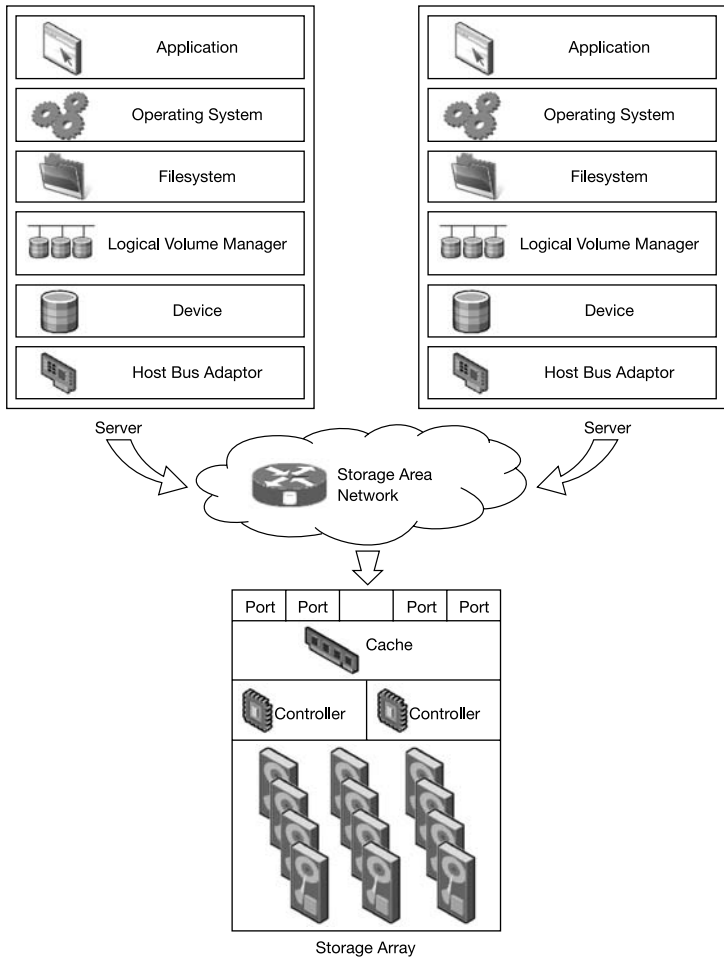 Application
Operating System
Filesystem
Logical Volume Manager
Device
Host Bus Adaptor
Server
Application
Operating System
Filesystem
Logical Volume Manager
Device
Host Bus Adaptor
Server
Storage Area
Network
Port Port Port Port
Cache
Controller Controller
Storage Array